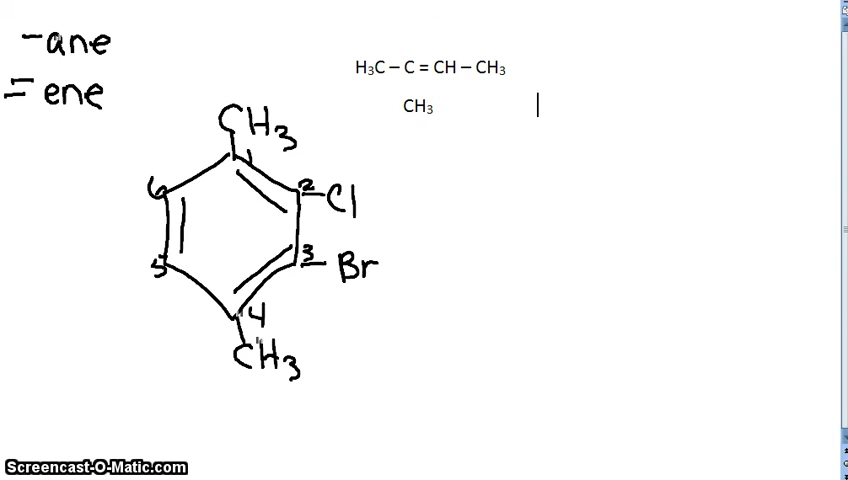 -ane
= ene
H₃C – C = CH – CH₃
CH₃
CH3
1
6
2
Cl
3
Br
5
4
CH3
Screencast-O-Matic.com